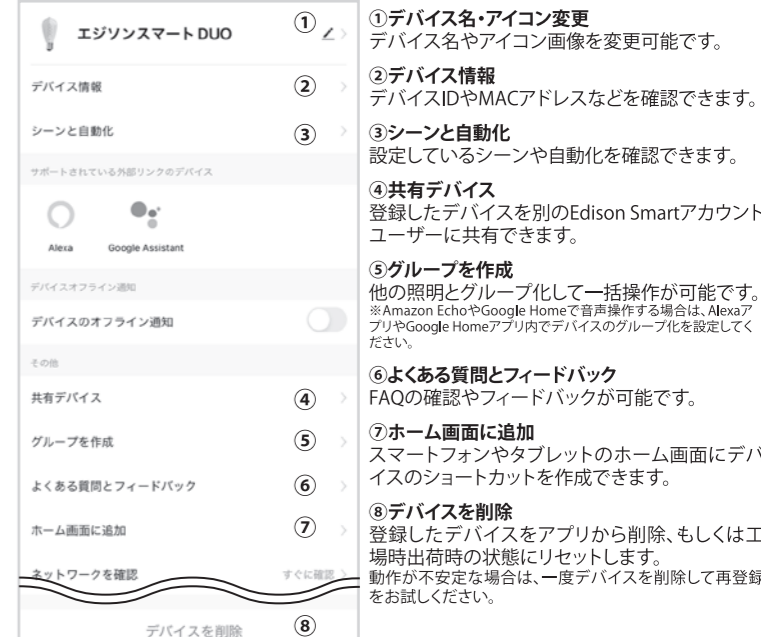 エジソンスマート DUO
①
デバイス情報
②
シーンと自動化
③
サポートされている外部リンクのデバイス
Alexa
Google Assistant
デバイスオフライン通知
デバイスのオフライン通知
その他
共有デバイス
④
グループを作成
⑤
よくある質問とフィードバック
⑥
ホーム画面に追加
⑦
ネットワークを確認
すぐに確認
デバイスを削除
⑧
①デバイス名・アイコン変更
デバイス名やアイコン画像を変更可能です。
②デバイス情報
デバイスIDやMACアドレスなどを確認できます。
③シーンと自動化
設定しているシーンや自動化を確認できます。
④共有デバイス
登録したデバイスを別のEdison Smartアカウント
ユーザーに共有できます。
⑤グループを作成
他の照明とグループ化して一括操作が可能です。
※Amazon EchoやGoogle Homeで音声操作する場合は、Alexaア
プリやGoogle Homeアプリ内でデバイスのグループ化を設定してく
ださい。
⑥よくある質問とフィードバック
FAQの確認やフィードバックが可能です。
⑦ホーム画面に追加
スマートフォンやタブレットのホーム画面にデバ
イスのショートカットを作成できます。
⑧デバイスを削除
登録したデバイスをアプリから削除、もしくは工
場時出荷時の状態にリセットします。
動作が不安定な場合は、一度デバイスを削除して再登録
をお試しください。